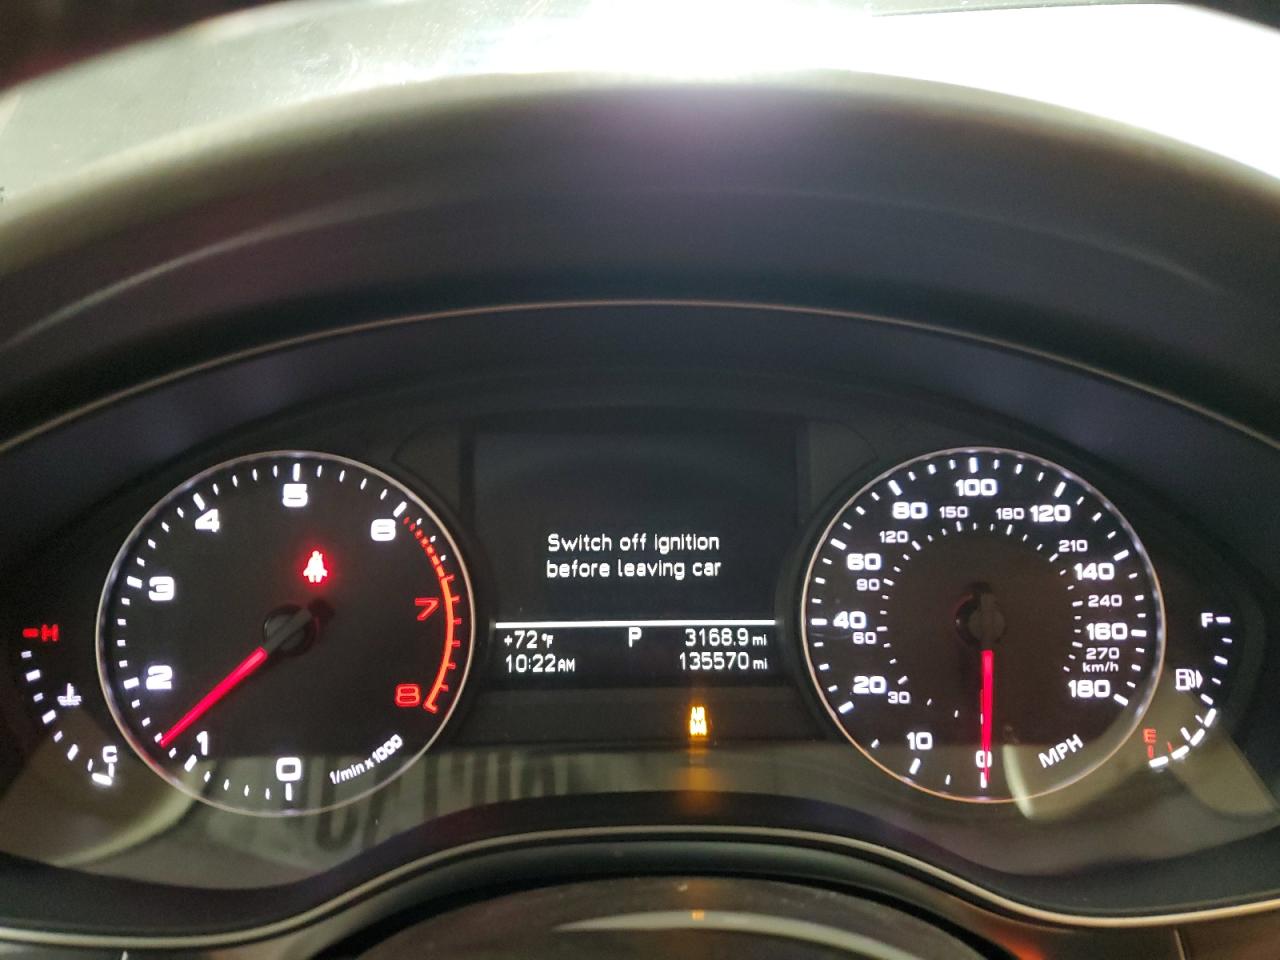 Switch off ignition
before leaving car
+72°F P 3168.9 mi
10:22AM 135570 mi
0
1
2
3
4
5
6
7
8
1/min x 1000
H
C
0
10
20
40
60
80
100
120
140
160
180
MPH
30
60
90
120
150
180
210
240
270
km/h
F
E
AIR
BAG